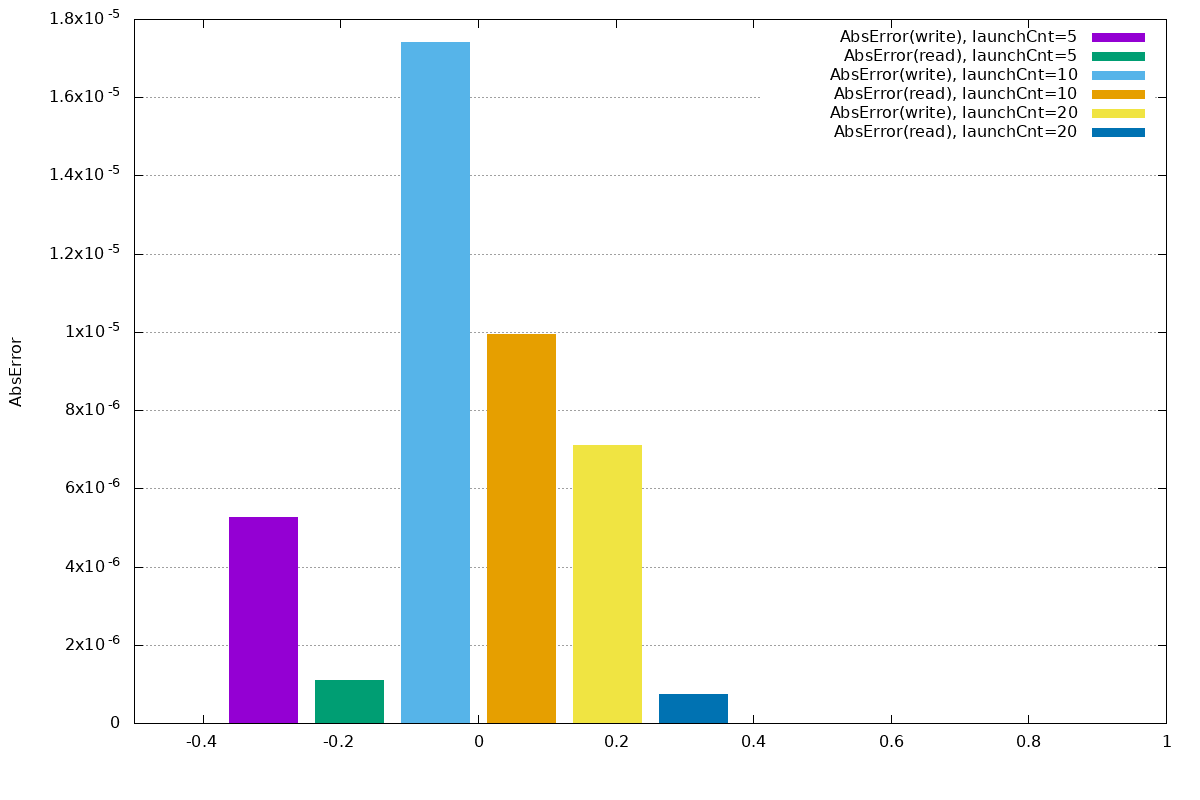 1.8x10 -5
1.6x10 -5
1.4x10 -5
1.2x10 -5
1x10 -5
8x10 -6
6x10 -6
4x10 -6
2x10 -6
0
AbsError
AbsError(write), launchCnt=5
AbsError(read), launchCnt=5
AbsError(write), launchCnt=10
AbsError(read), launchCnt=10
AbsError(write), launchCnt=20
AbsError(read), launchCnt=20
-0.4 -0.2 0 0.2 0.4 0.6 0.8 1